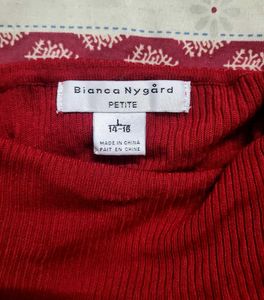 Bianca Nygård
PETITE
L
14-16
MADE IN CHINA
FAIT EN CHINE